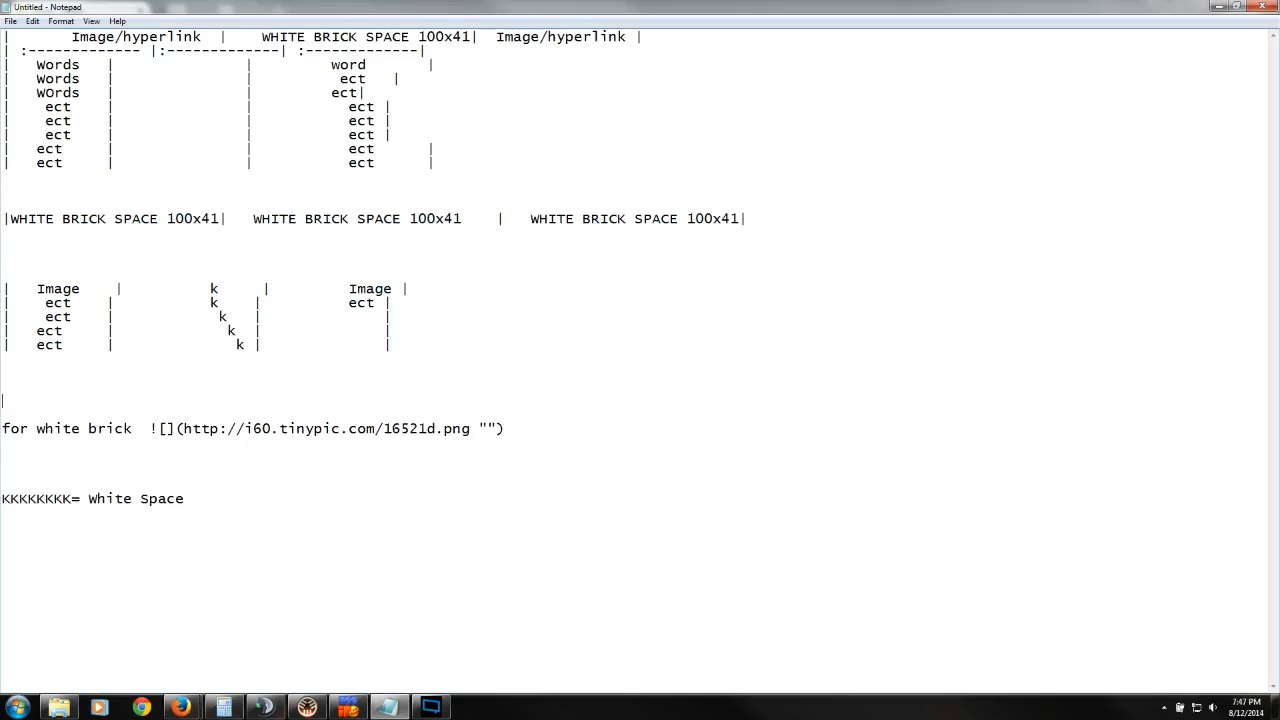 Untitled - Notepad
File Edit Format View Help
|       Image/hyperlink  |    WHITE BRICK SPACE 100x41|  Image/hyperlink |
| :------------- |:-------------| :-------------|
|   Words   |               |         word       |
|   Words   |               |          ect   |
|   WOrds   |               |         ect|
|    ect    |               |           ect |
|    ect    |               |           ect |
|    ect    |               |           ect |
|   ect     |               |           ect      |
|   ect     |               |           ect      |
|WHITE BRICK SPACE 100x41|   WHITE BRICK SPACE 100x41    |   WHITE BRICK SPACE 100x41|
|   Image    |          k     |         Image |
|    ect    |           k    |          ect |
|    ect    |            k   |              |
|   ect     |             k  |              |
|   ect     |              k |              |
for white brick  ![](http://i60.tinypic.com/16521d.png "")
KKKKKKKK= White Space
7:47 PM
8/12/2014